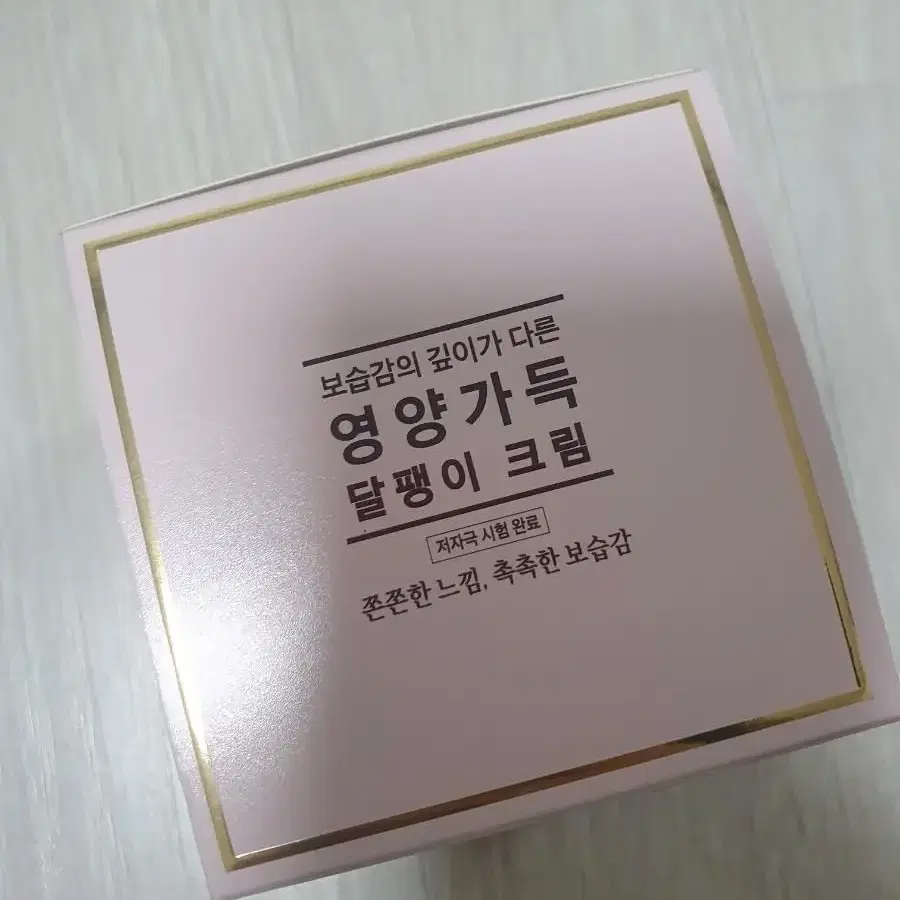 보습감의 깊이가 다른
영양가득
달팽이 크림
저자극 시험 완료
쫀쫀한 느낌, 촉촉한 보습감